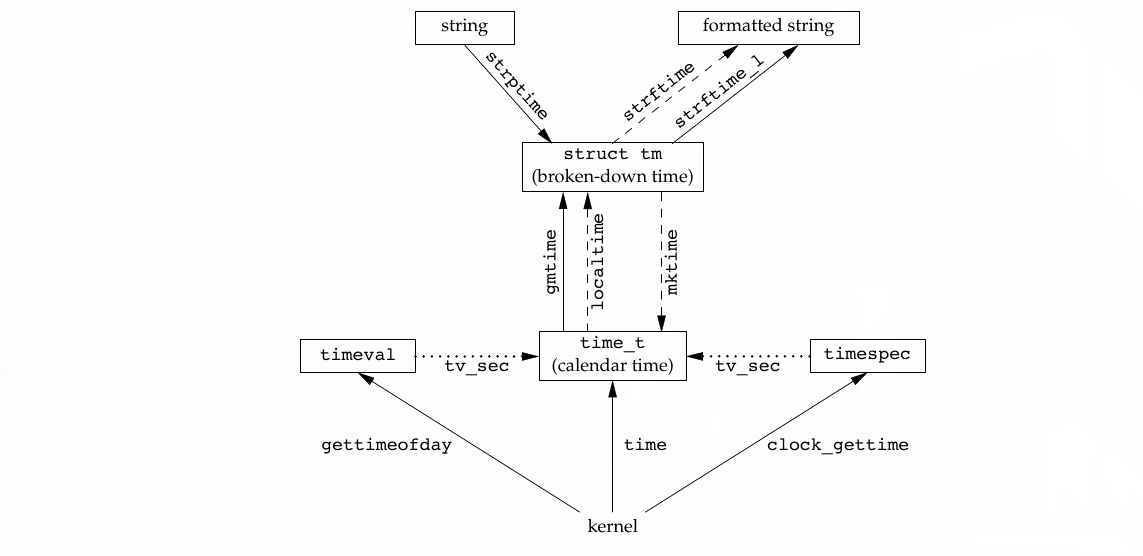 string
formatted string
strptime
strftime
strftime_l
struct tm
(broken-down time)
gmtime
localtime
mktime
timeval
tv_sec
time_t
(calendar time)
tv_sec
timespec
gettimeofday
time
clock_gettime
kernel